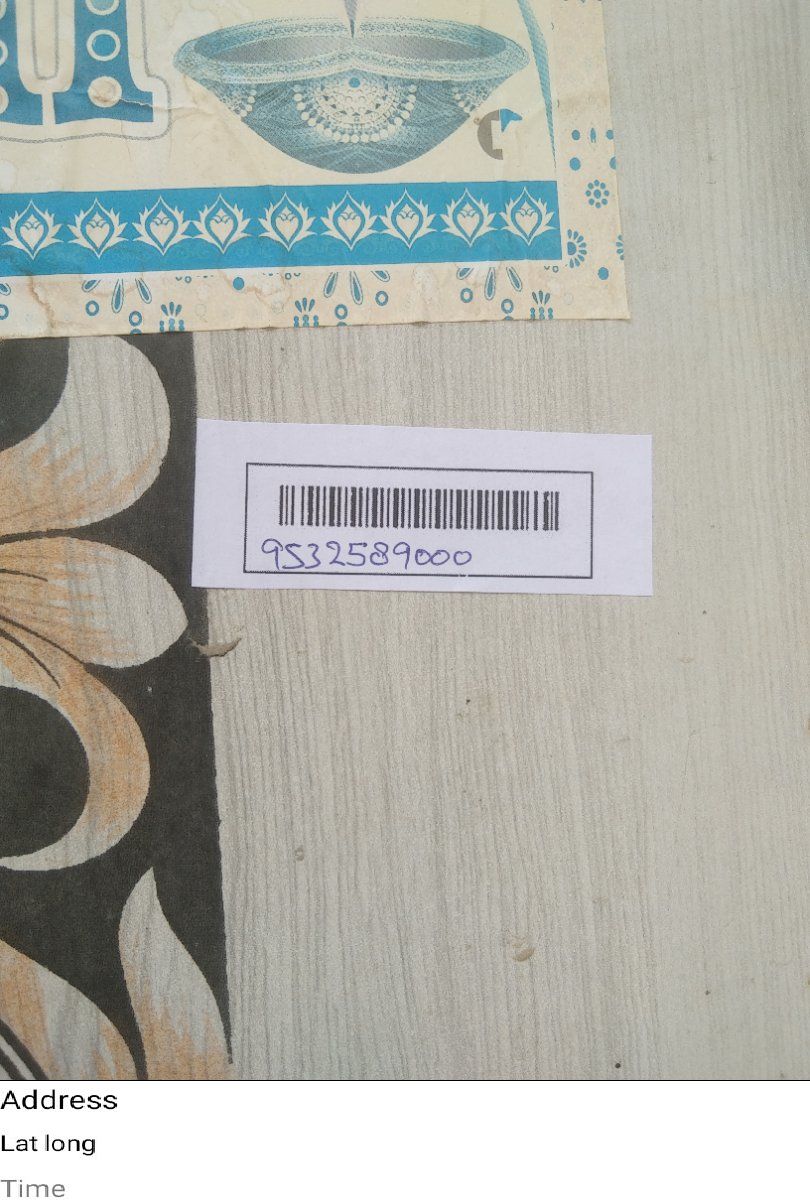 9532589000
Address
Lat long
Time